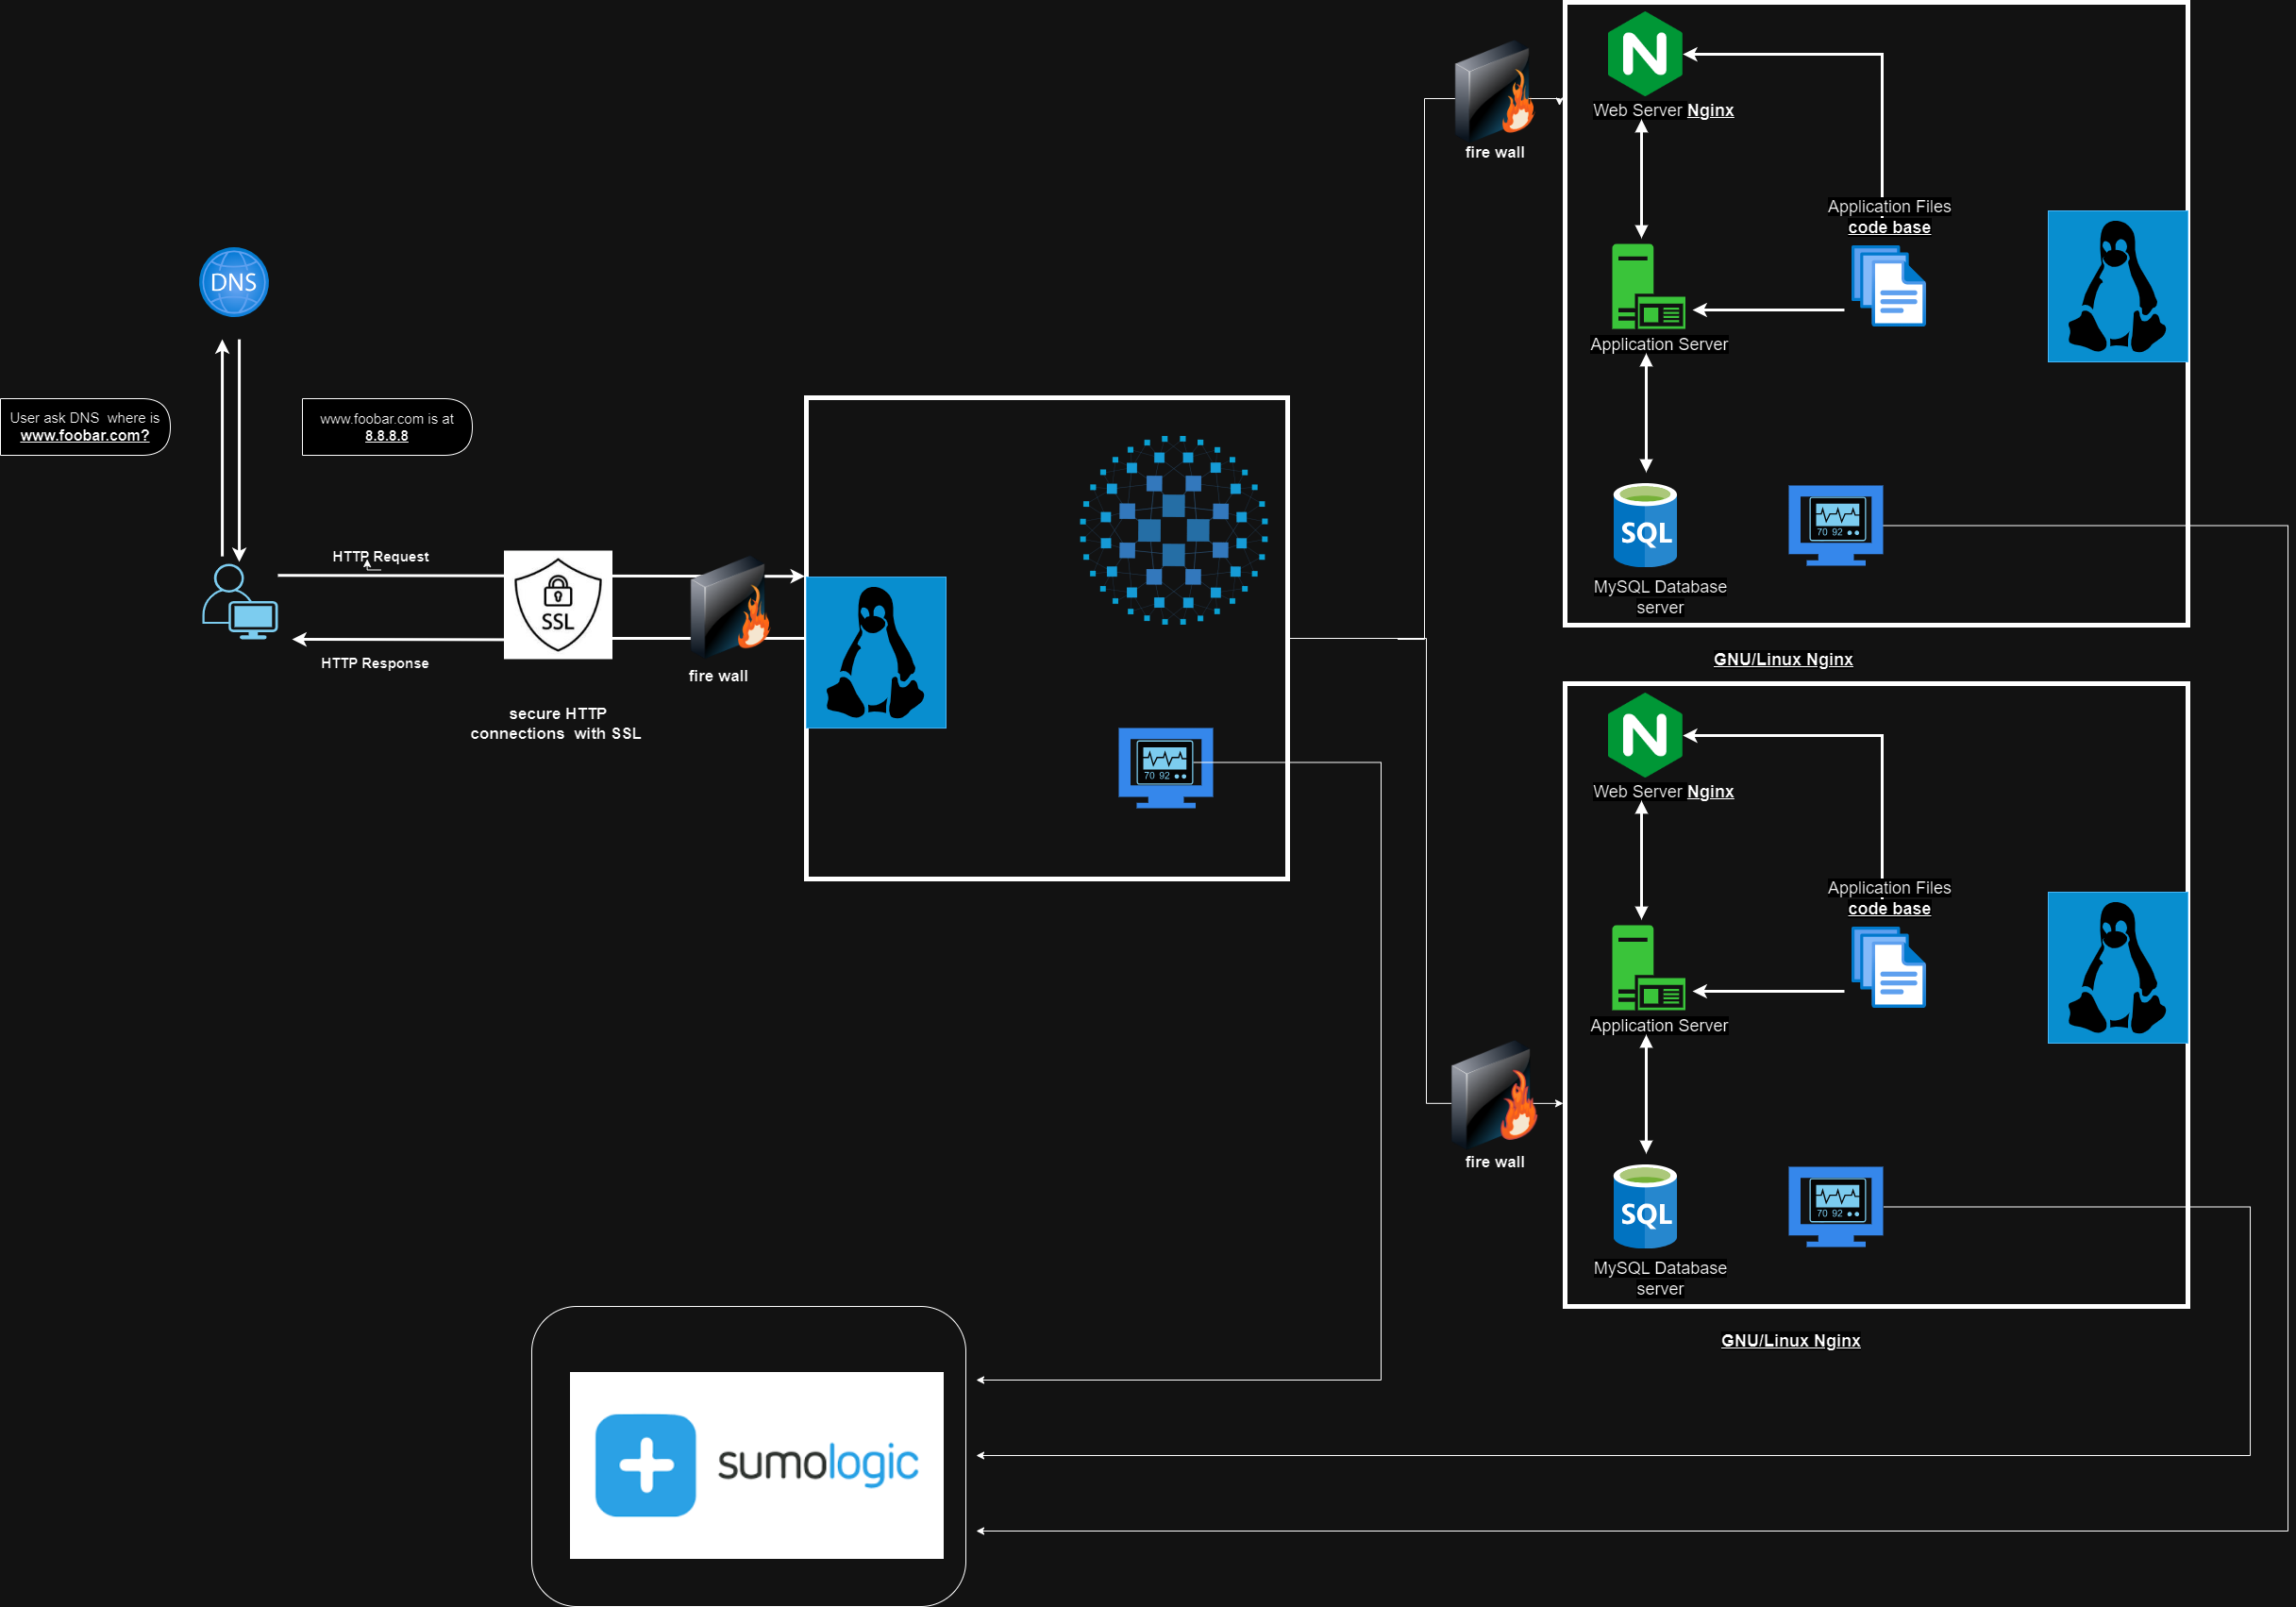 DNS
User ask DNS  where is
www.foobar.com?
www.foobar.com is at
8.8.8.8
HTTP Request
HTTP Response
SSL
secure HTTP
connections  with SSL
fire wall
70 92
fire wall
Web Server Nginx
Application Files
code base
Application Server
SQL
MySQL Database
server
70 92
GNU/Linux Nginx
fire wall
Web Server Nginx
Application Files
code base
Application Server
SQL
MySQL Database
server
70 92
GNU/Linux Nginx
sumologic